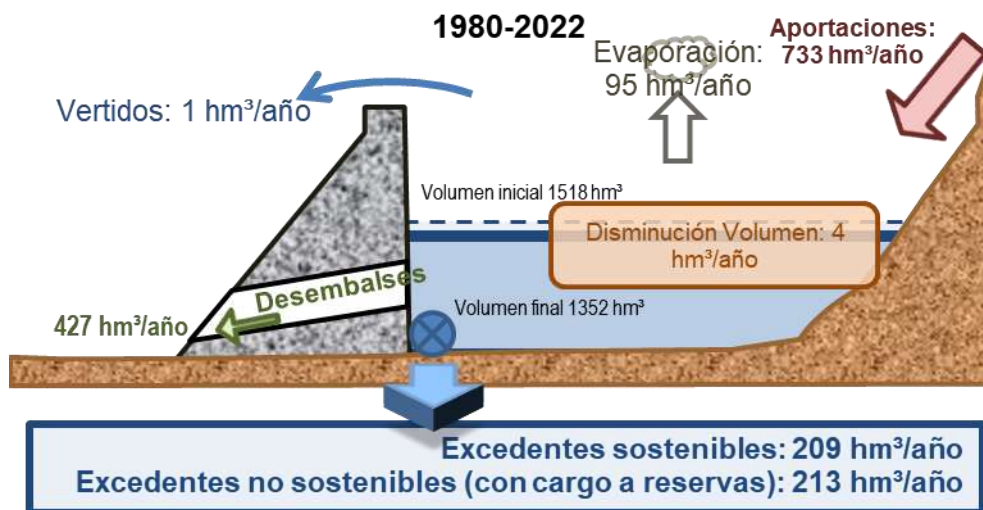 1980-2022
Aportaciones:
733 hm³/año
Evaporación:
95 hm³/año
Vertidos: 1 hm³/año
Volumen inicial 1518 hm³
Disminución Volumen: 4
hm³/año
Desembalses
Volumen final 1352 hm³
427 hm³/año
Excedentes sostenibles: 209 hm³/año
Excedentes no sostenibles (con cargo a reservas): 213 hm³/año